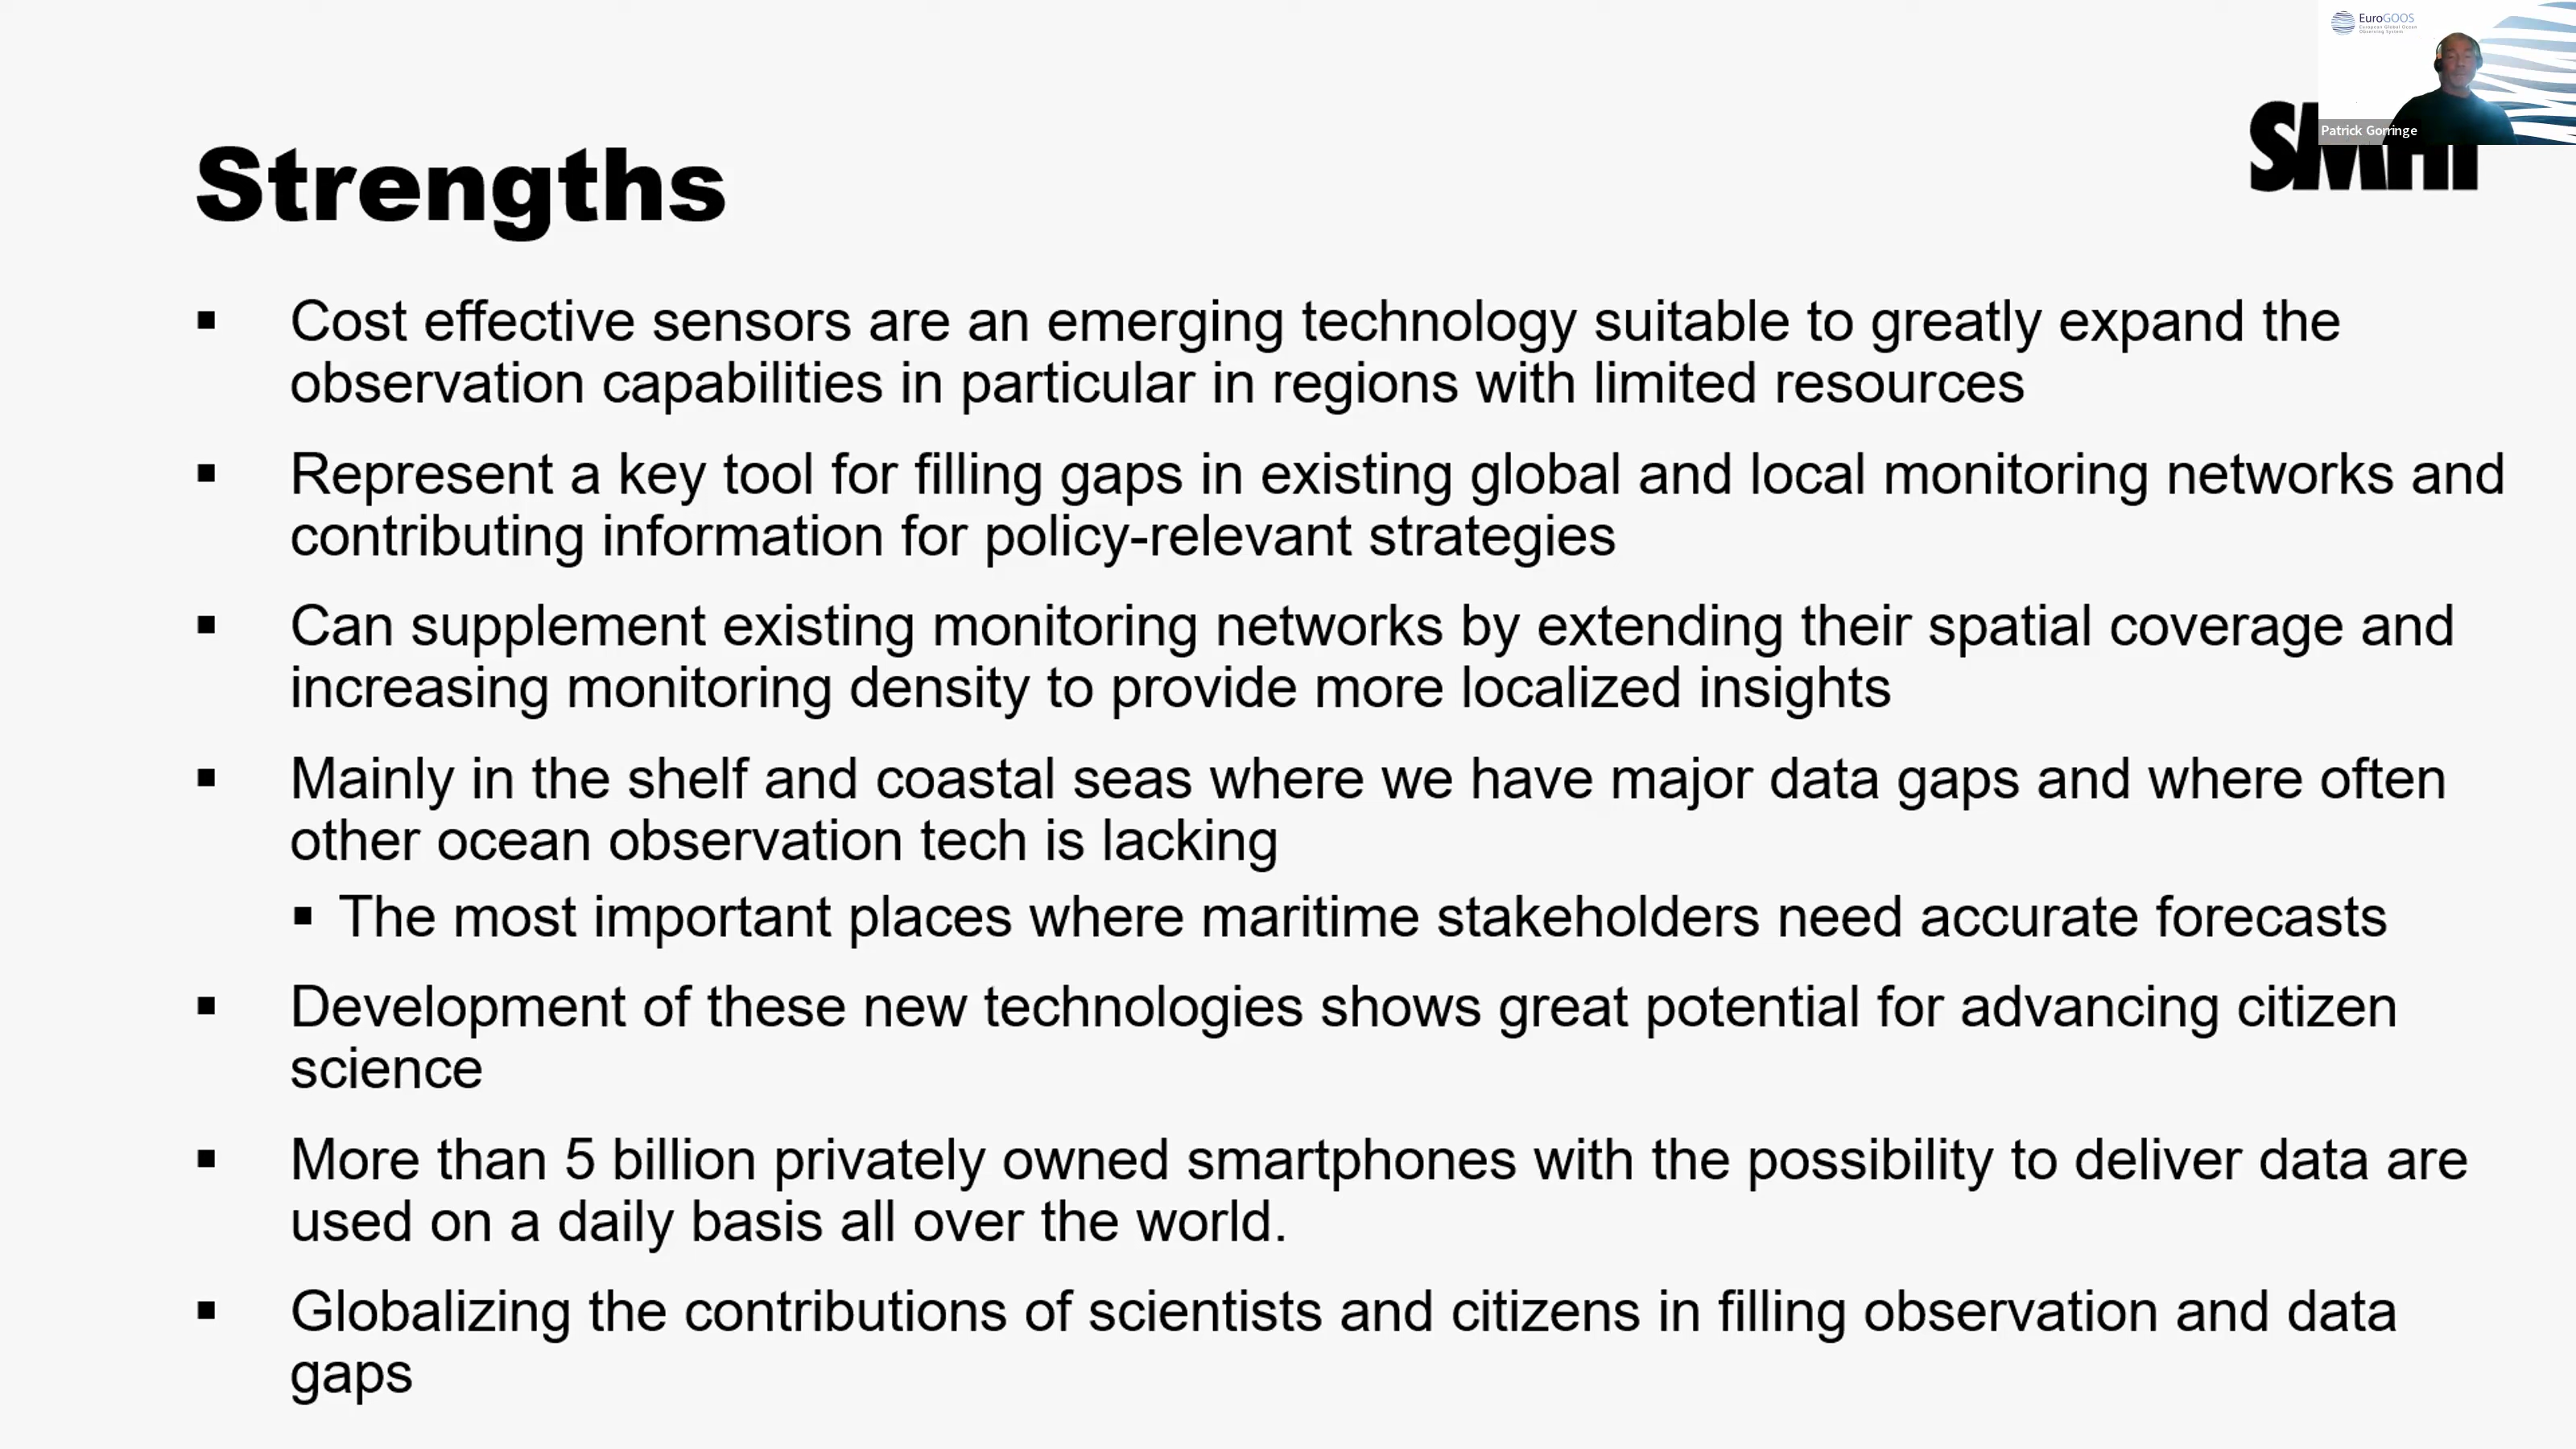 EuroGOOS
European Global Ocean
Observing System
Patrick Gorringe
SMHI
Strengths
▪ Cost effective sensors are an emerging technology suitable to greatly expand the
observation capabilities in particular in regions with limited resources
▪ Represent a key tool for filling gaps in existing global and local monitoring networks and
contributing information for policy-relevant strategies
▪ Can supplement existing monitoring networks by extending their spatial coverage and
increasing monitoring density to provide more localized insights
▪ Mainly in the shelf and coastal seas where we have major data gaps and where often
other ocean observation tech is lacking
▪ The most important places where maritime stakeholders need accurate forecasts
▪ Development of these new technologies shows great potential for advancing citizen
science
▪ More than 5 billion privately owned smartphones with the possibility to deliver data are
used on a daily basis all over the world.
▪ Globalizing the contributions of scientists and citizens in filling observation and data
gaps